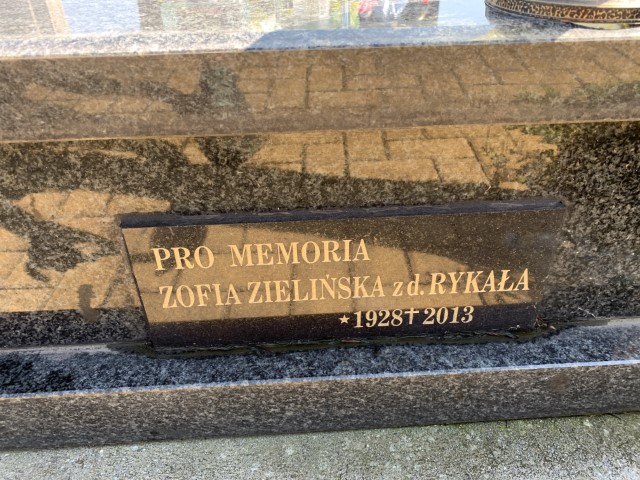 PRO MEMORIA
ZOFIA ZIELIŃSKA z d. RYKAŁA
★1928✝2013